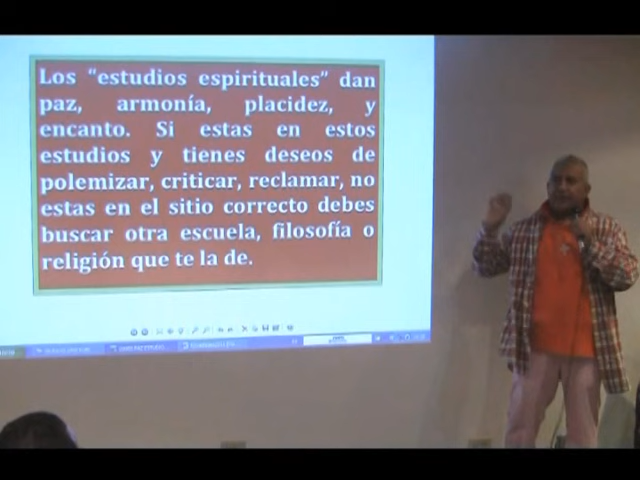 Los “estudios espirituales” dan
paz, armonía, placidez, y
encanto. Si estas en estos
estudios y tienes deseos de
polemizar, criticar, reclamar, no
estas en el sitio correcto debes
buscar otra escuela, filosofía o
religión que te la de.